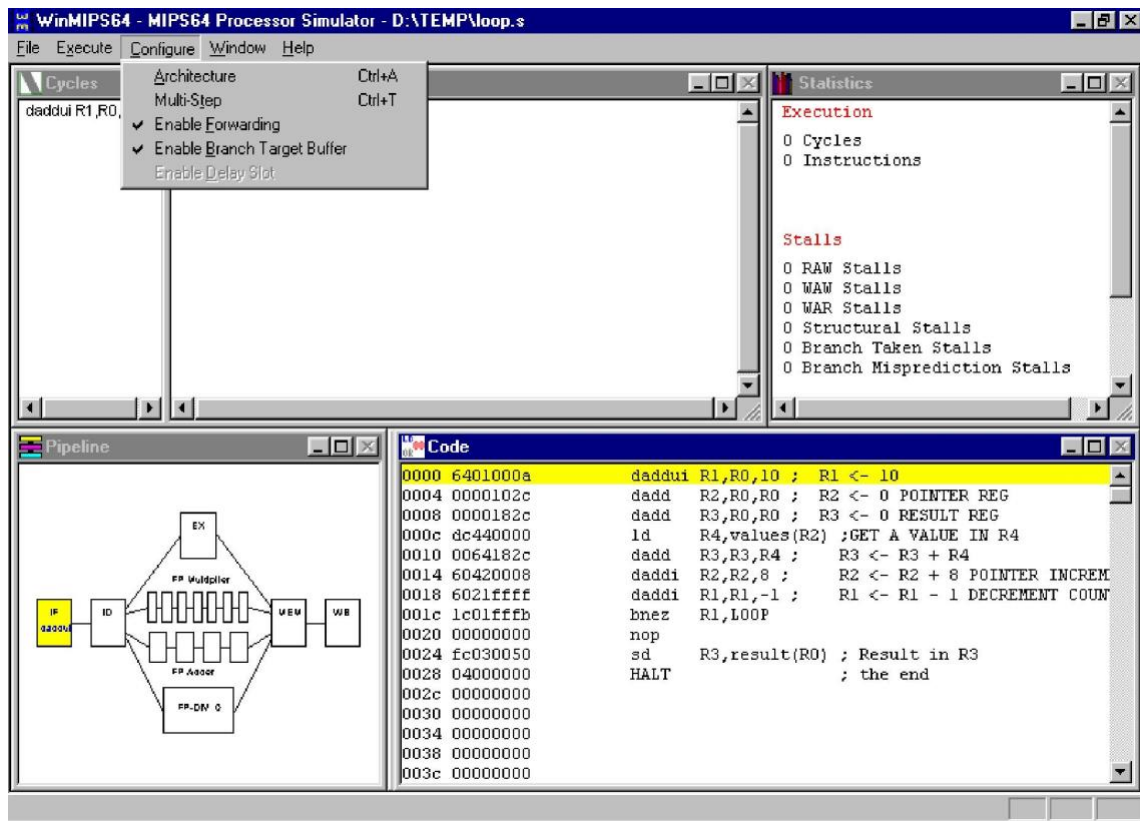 WinMIPS64 - MIPS64 Processor Simulator - D:\TEMP\loop.s
File Execute Configure Window Help
Architecture Ctrl+A
Multi-Step Ctrl+T
Enable Forwarding
Enable Branch Target Buffer
Enable Delay Slot
Cycles
daddui R1,R0,
Statistics
Execution
0 Cycles
0 Instructions
Stalls
0 RAW Stalls
0 WAW Stalls
0 WAR Stalls
0 Structural Stalls
0 Branch Taken Stalls
0 Branch Misprediction Stalls
Pipeline
EX
FP Multiplier
IF
daddui
ID
MEM
WB
FP Adder
FP-DIV 0
Code
0000 6401000a daddui R1,R0,10 ; R1 <- 10
0004 0000102c dadd R2,R0,R0 ; R2 <- 0 POINTER REG
0008 0000182c dadd R3,R0,R0 ; R3 <- 0 RESULT REG
000c dc440000 ld R4,values(R2) ;GET A VALUE IN R4
0010 0064182c dadd R3,R3,R4 ; R3 <- R3 + R4
0014 60420008 daddi R2,R2,8 ; R2 <- R2 + 8 POINTER INCREM
0018 6021ffff daddi R1,R1,-1 ; R1 <- R1 - 1 DECREMENT COUN
001c 1c01fffb bnez R1,LOOP
0020 00000000 nop
0024 fc030050 sd R3,result(R0) ; Result in R3
0028 04000000 HALT ; the end
002c 00000000
0030 00000000
0034 00000000
0038 00000000
003c 00000000